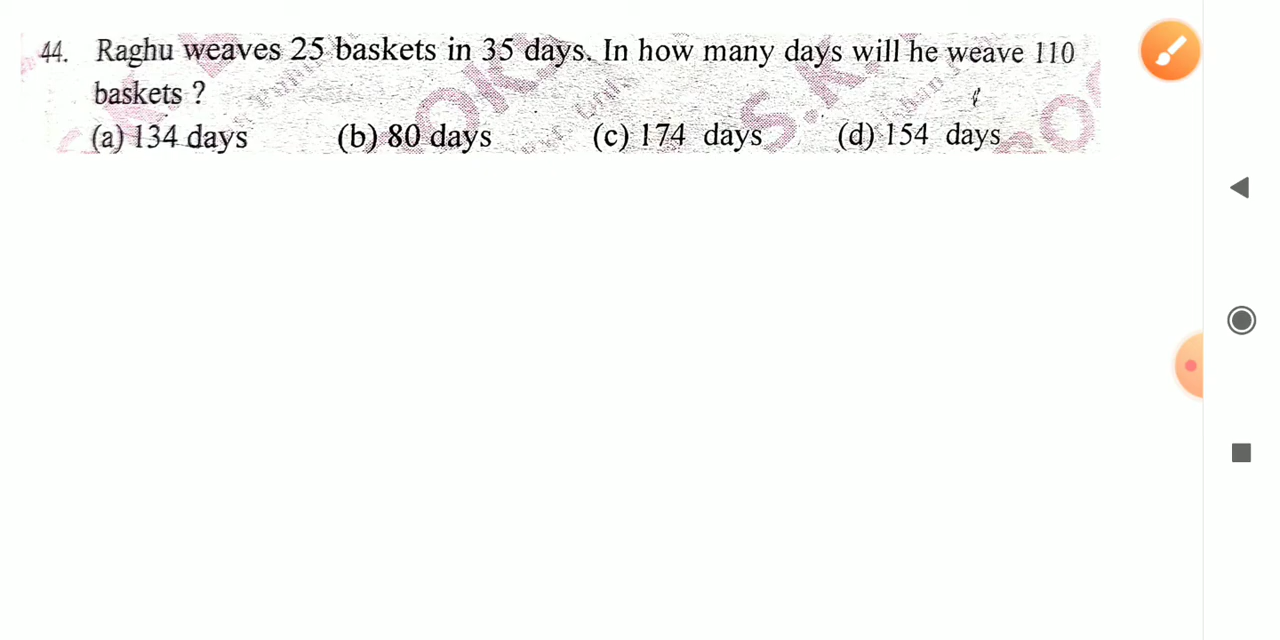 44. Raghu weaves 25 baskets in 35 days. In how many days will he weave 110
baskets ?
(a) 134 days (b) 80 days (c) 174 days (d) 154 days